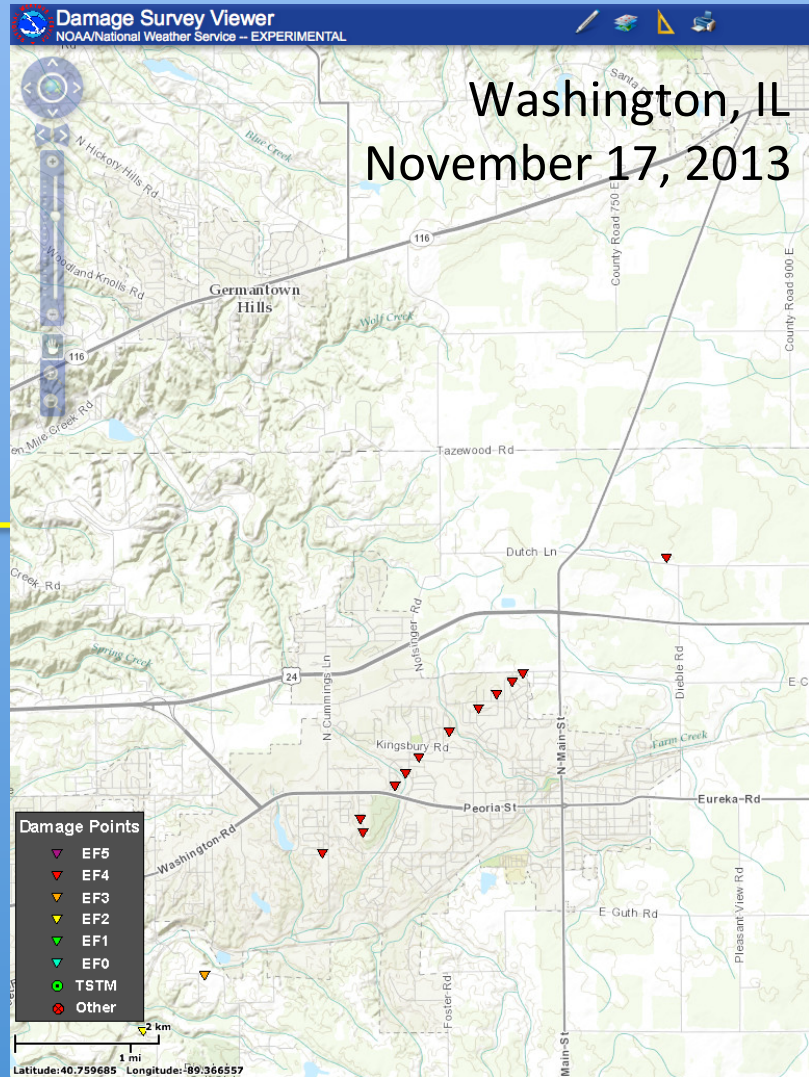 Damage Survey Viewer
NOAA/National Weather Service -- EXPERIMENTAL
Washington, IL
November 17, 2013
N Hickory Hills Rd
Blue Creek
116
County Road 750 E
County Road 900 E
Woodland Knolls Rd
Germantown
Hills
Wolf Creek
116
Mile Creek Rd
Tazewood Rd
Dutch Ln
Creek Rd
Notsinger Rd
Spring Creek
24
N Cummings Ln
Dieble Rd
E C
Kingsbury Rd
N-Main-St
Farm Creek
Peoria St
Eureka-Rd
Washington-Rd
Damage Points
EF5
EF4
EF3
EF2
EF1
EF0
TSTM
Other
E Guth Rd
Pleasant View Rd
Foster Rd
Main-St
2 km
1 mi
Latitude:40.759685 Longitude:-89.366557